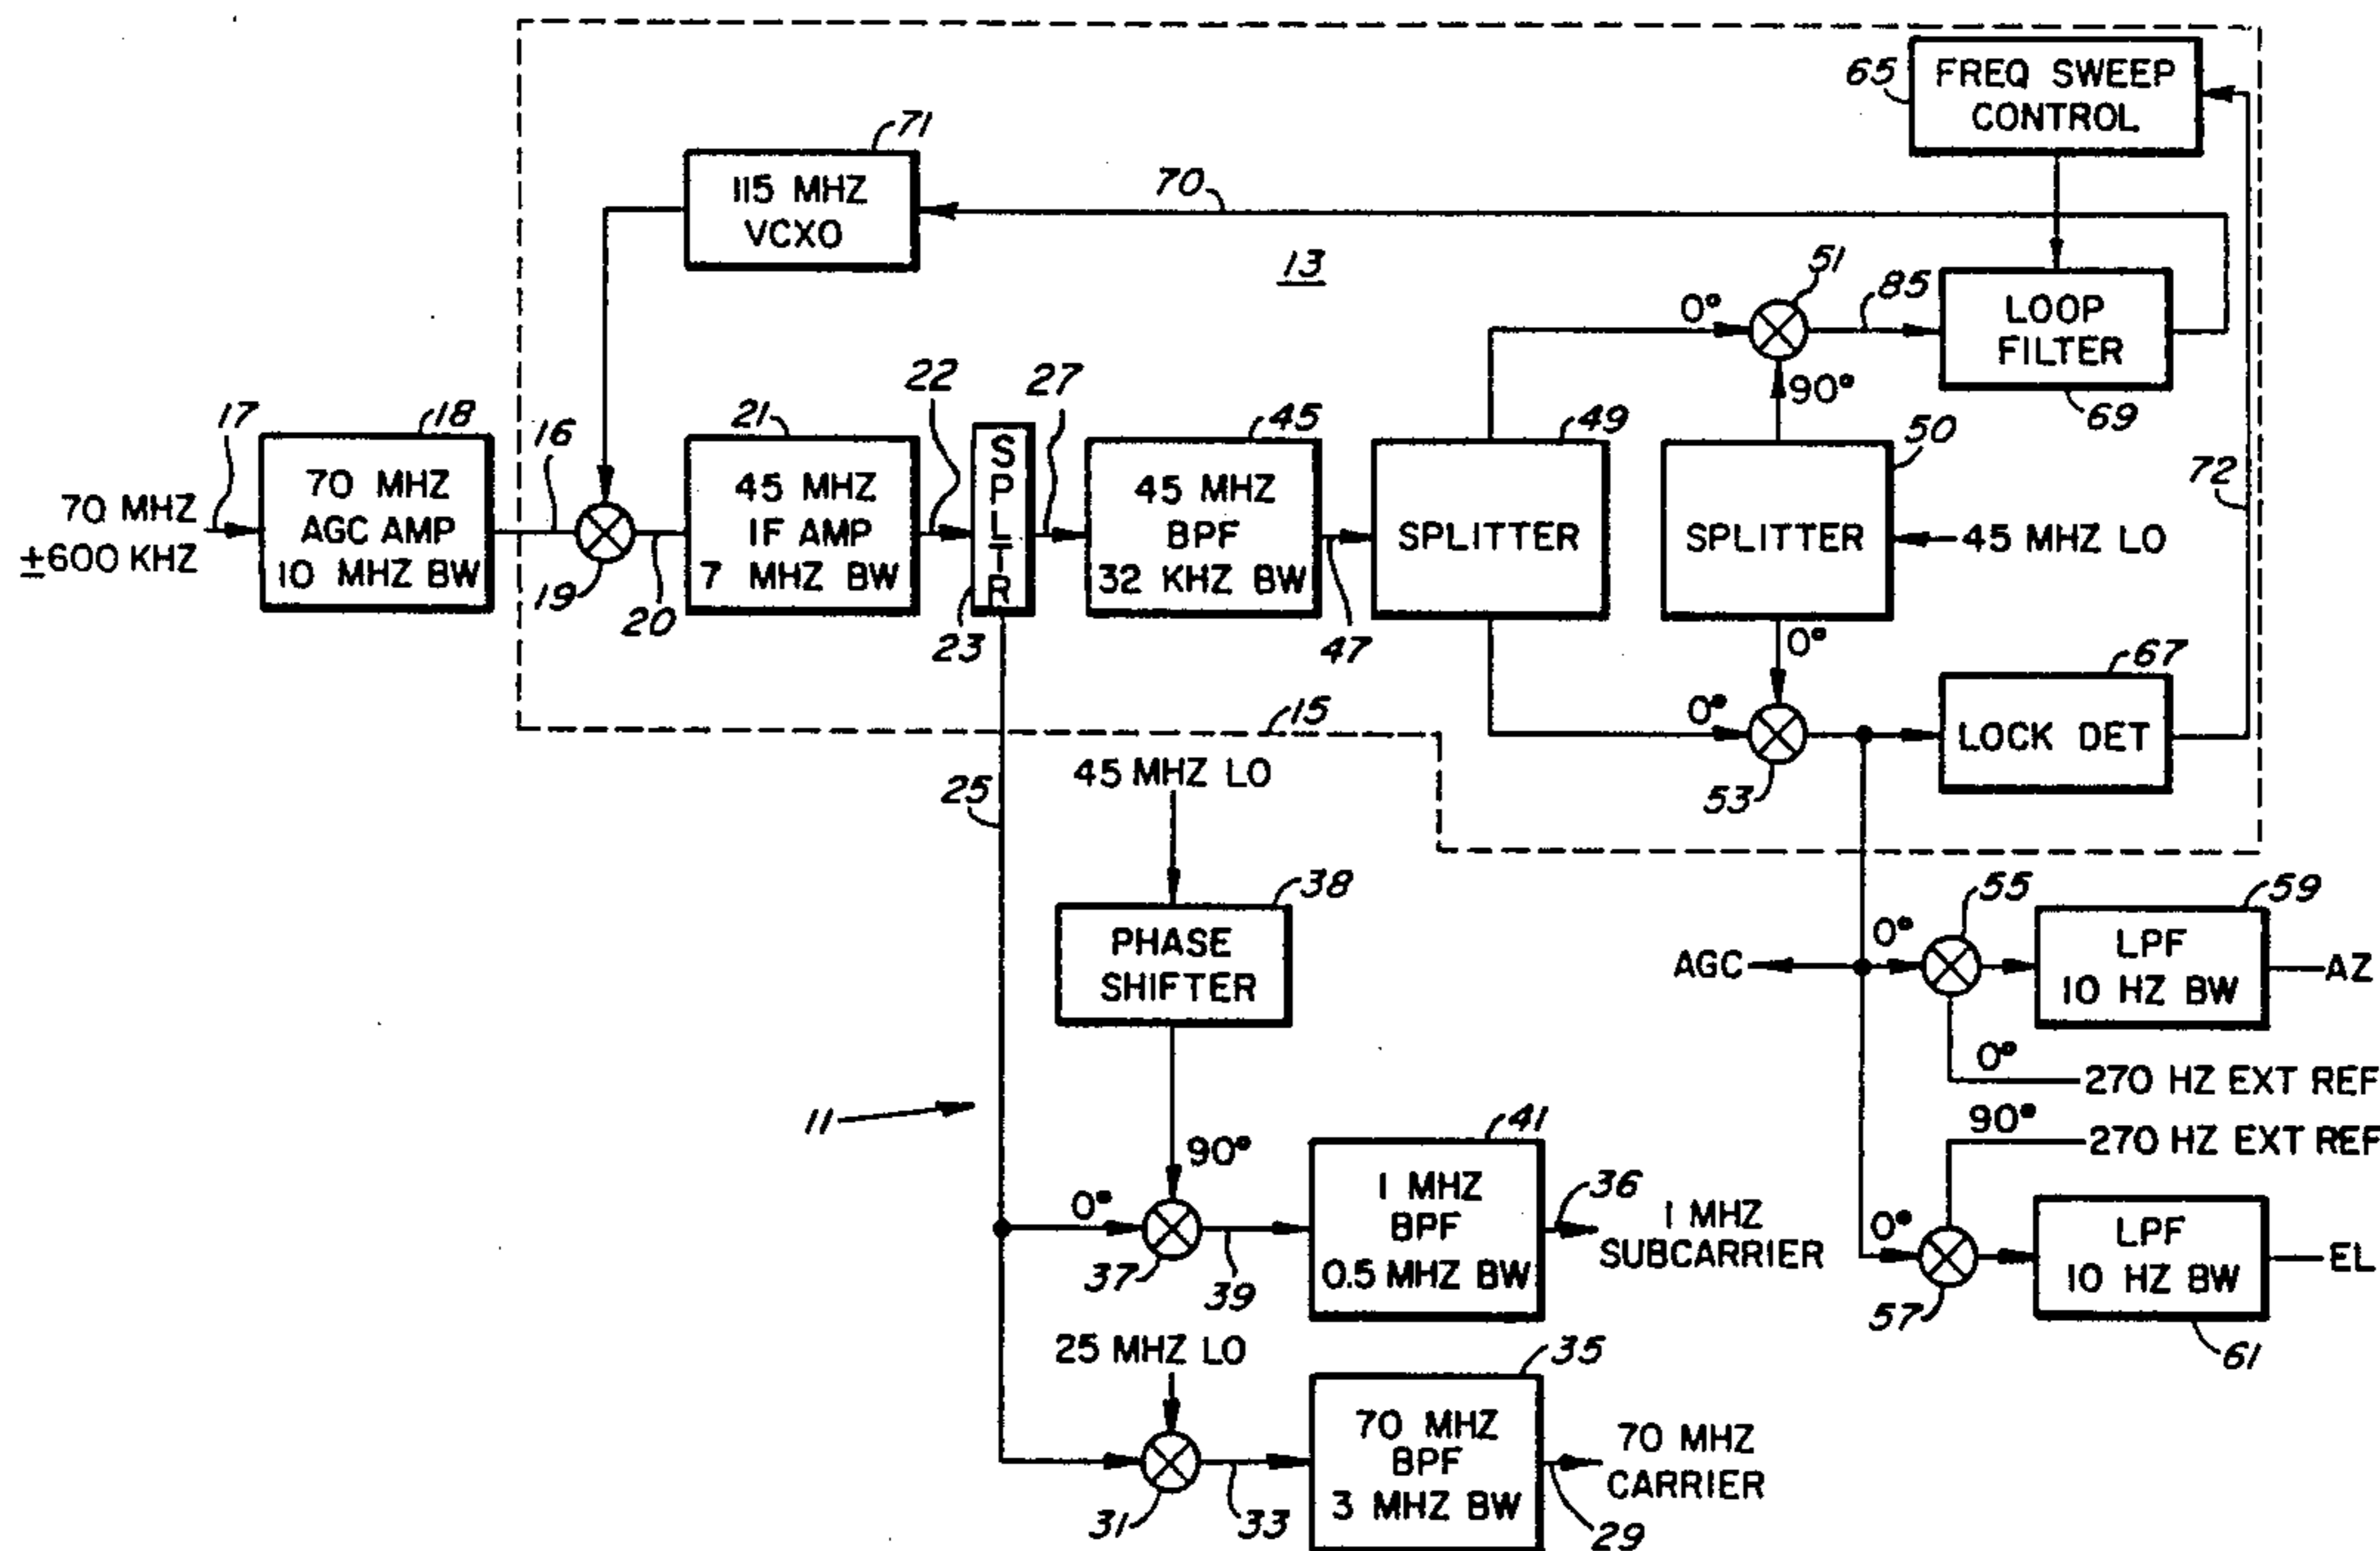 65
FREQ SWEEP
CONTROL
71
115 MHZ
VCXO
70
13
51
85
0°
LOOP
FILTER
90°
69
17
18
16
21
22
27
45
49
50
72
70 MHZ
±600 KHZ
70 MHZ
AGC AMP
10 MHZ BW
19
20
45 MHZ
IF AMP
7 MHZ BW
SPLTR
23
45 MHZ
BPF
32 KHZ BW
47
SPLITTER
SPLITTER
45 MHZ LO
0°
67
15
0°
53
LOCK DET
45 MHZ LO
25
38
PHASE
SHIFTER
55
59
AGC
0°
LPF
10 HZ BW
AZ
0°
270 HZ EXT REF
90°
270 HZ EXT REF
11
90°
41
0°
37
39
1 MHZ
BPF
0.5 MHZ BW
36
1 MHZ
SUBCARRIER
0°
57
LPF
10 HZ BW
EL
61
25 MHZ LO
35
31
33
70 MHZ
BPF
3 MHZ BW
70 MHZ
CARRIER
29